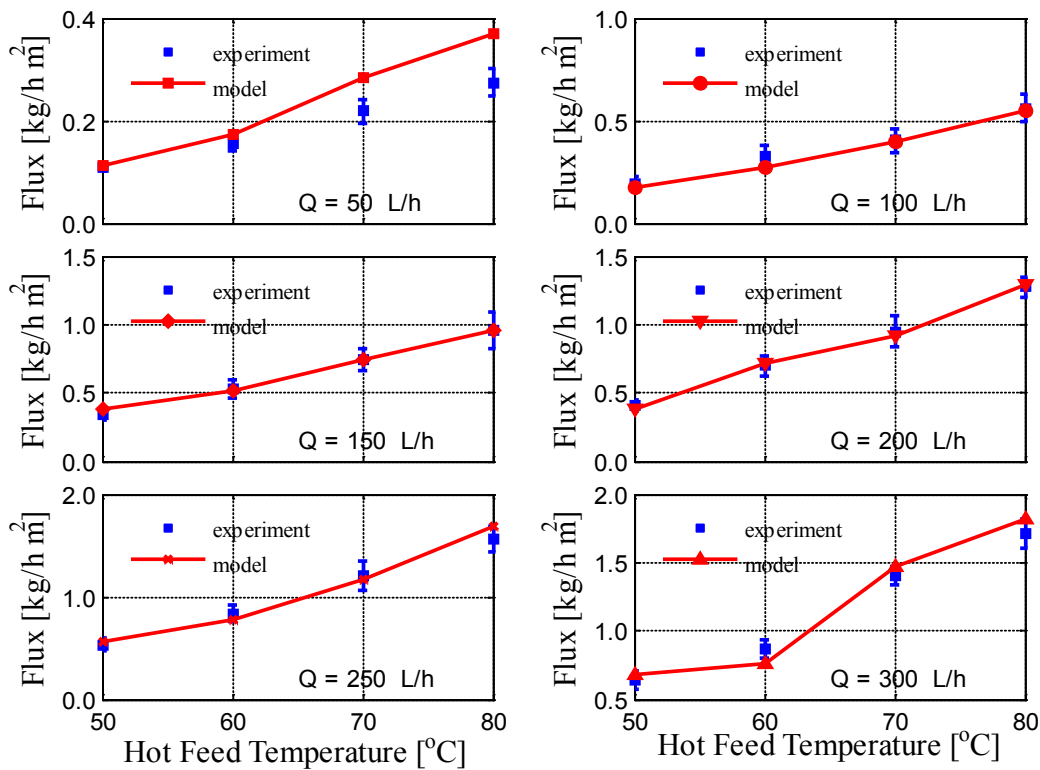 0.4
0.2
0.0
Flux [kg/h m²]
experiment
model
Q = 50 L/h
1.0
0.5
0.0
Flux [kg/h m²]
experiment
model
Q = 100 L/h
1.5
1.0
0.5
0.0
Flux [kg/h m²]
experiment
model
Q = 150 L/h
1.5
1.0
0.5
0.0
Flux [kg/h m²]
experiment
model
Q = 200 L/h
2.0
1.0
0.0
Flux [kg/h m²]
experiment
model
Q = 250 L/h
50 60 70 80
Hot Feed Temperature [°C]
2.0
1.5
1.0
0.5
Flux [kg/h m²]
experiment
model
Q = 300 L/h
50 60 70 80
Hot Feed Temperature [°C]